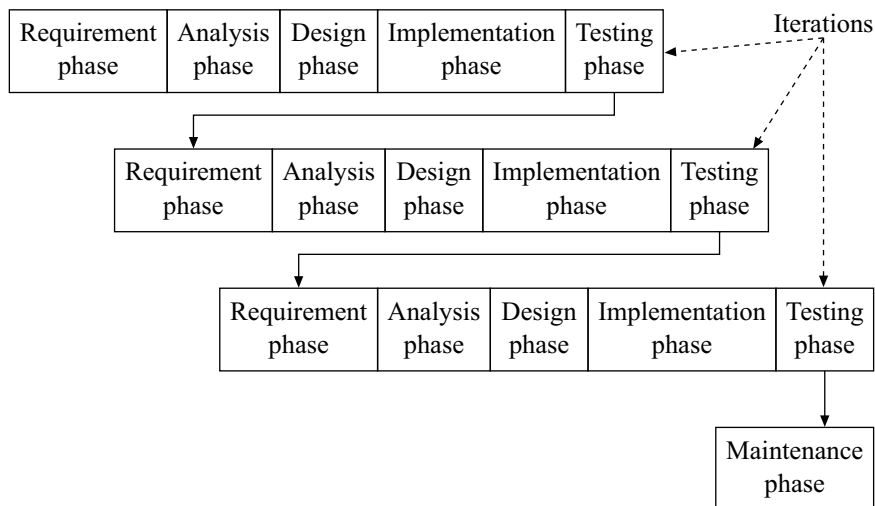 Requirement Analysis Design Implementation Testing Iterations
phase phase phase phase phase
Requirement Analysis Design Implementation Testing
phase phase phase phase phase
Requirement Analysis Design Implementation Testing
phase phase phase phase phase
Maintenance
phase